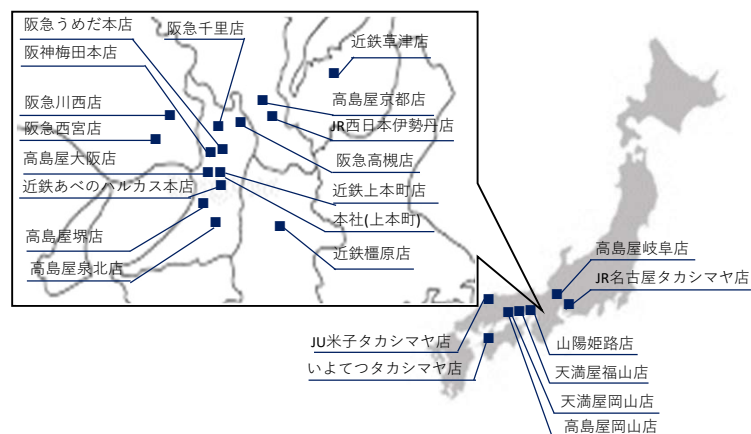 阪急うめだ本店
阪急千里店
阪神梅田本店
近鉄草津店
高島屋京都店
阪急川西店
JR西日本伊勢丹店
阪急西宮店
高島屋大阪店
阪急高槻店
近鉄あべのハルカス本店
近鉄上本町店
本社(上本町)
高島屋堺店
近鉄橿原店
高島屋泉北店
高島屋岐阜店
JR名古屋タカシマヤ店
JU米子タカシマヤ店
山陽姫路店
いよてつタカシマヤ店
天満屋福山店
天満屋岡山店
高島屋岡山店